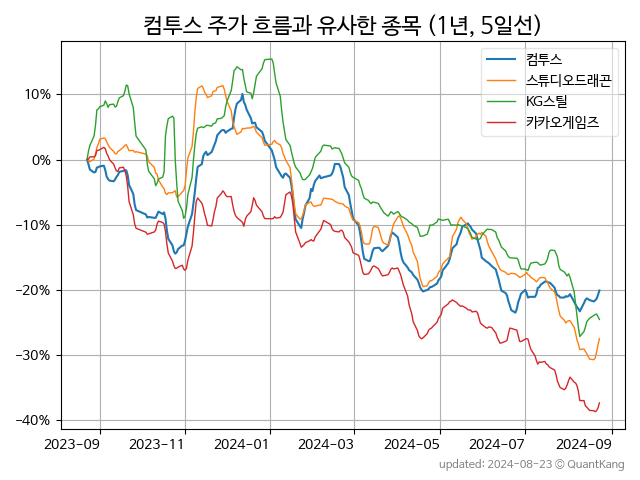 컴투스 주가 흐름과 유사한 종목 (1년, 5일선)
컴투스
스튜디오드래곤
KG스틸
카카오게임즈
10%
0%
−10%
−20%
−30%
−40%
2023-09
2023-11
2024-01
2024-03
2024-05
2024-07
2024-09
updated: 2024-08-23 © QuantKang